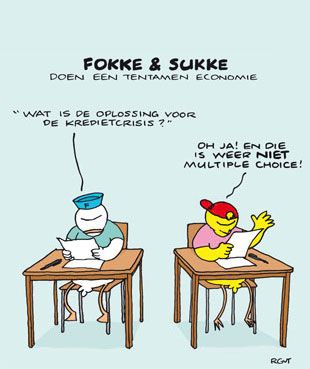 FOKKE & SUKKE
DOEN EEN TENTAMEN ECONOMIE
"WAT IS DE OPLOSSING VOOR
DE KREDIETCRISIS?"
OH JA! EN DIE
IS WEER NIET
MULTIPLE CHOICE!
F
RGvT